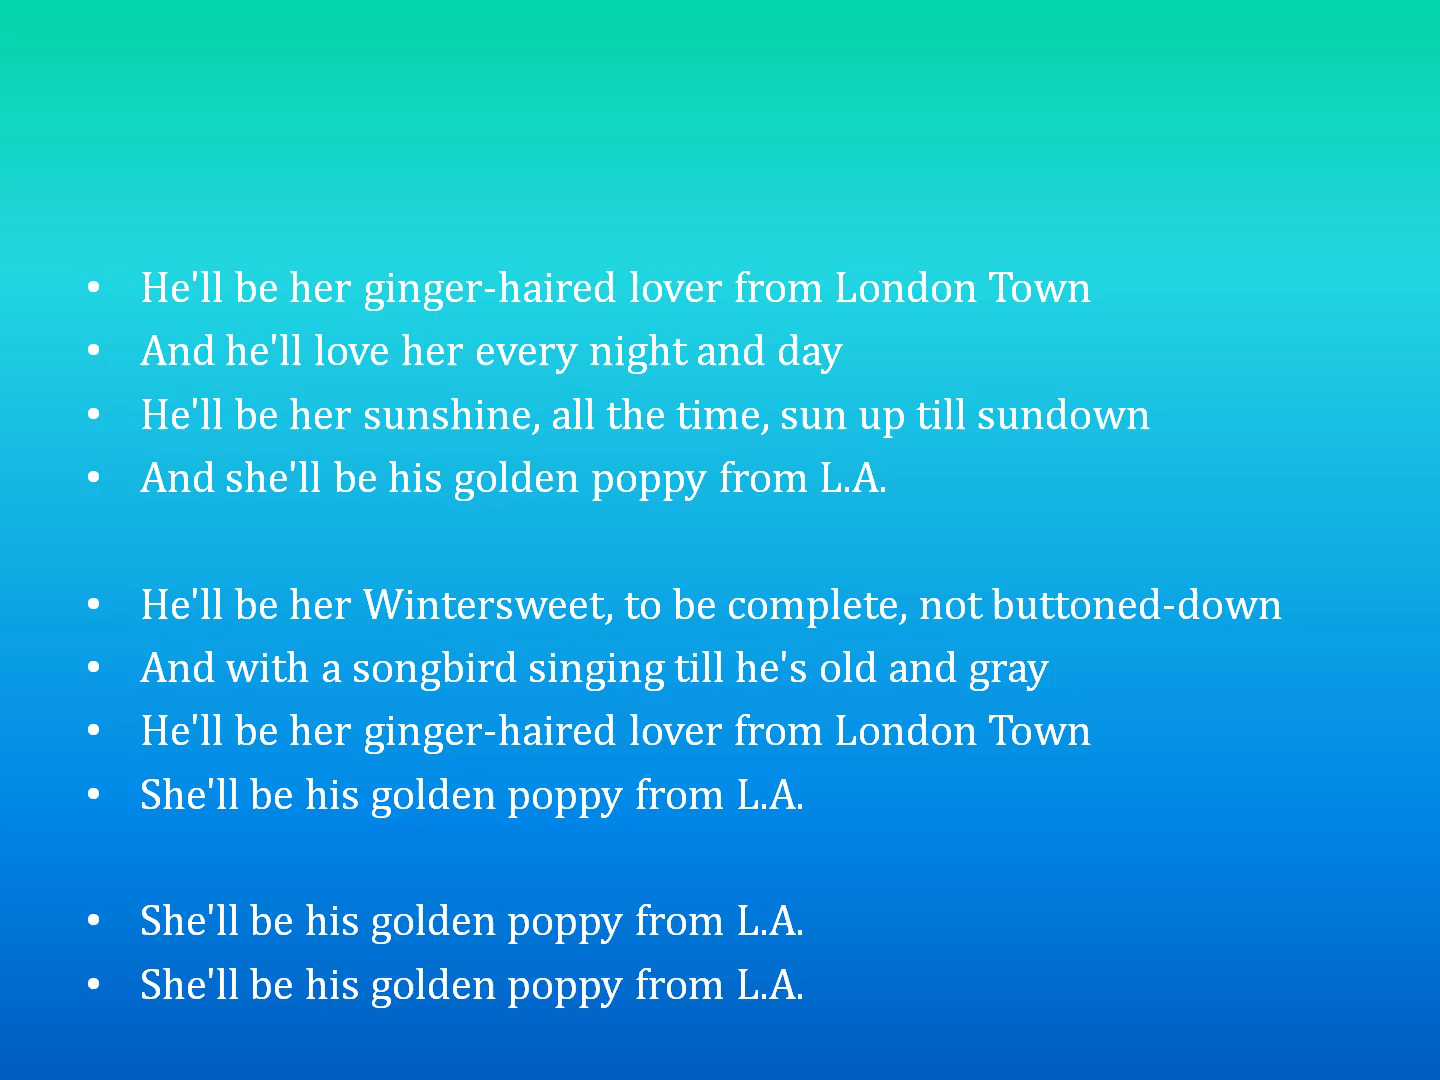 • He'll be her ginger-haired lover from London Town
• And he'll love her every night and day
• He'll be her sunshine, all the time, sun up till sundown
• And she'll be his golden poppy from L.A.
• He'll be her Wintersweet, to be complete, not buttoned-down
• And with a songbird singing till he's old and gray
• He'll be her ginger-haired lover from London Town
• She'll be his golden poppy from L.A.
• She'll be his golden poppy from L.A.
• She'll be his golden poppy from L.A.